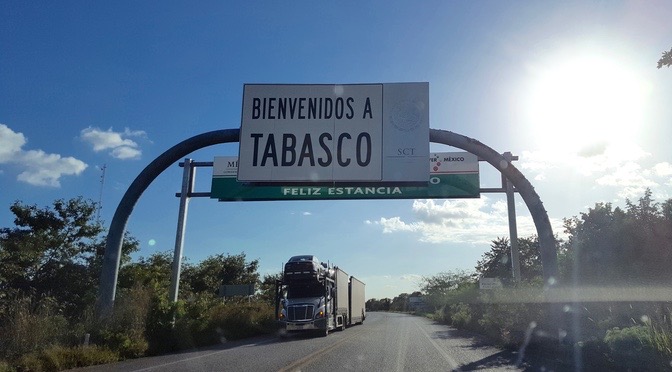 BIENVENIDOS A
TABASCO
SCT
MÉXICO
FELIZ ESTANCIA